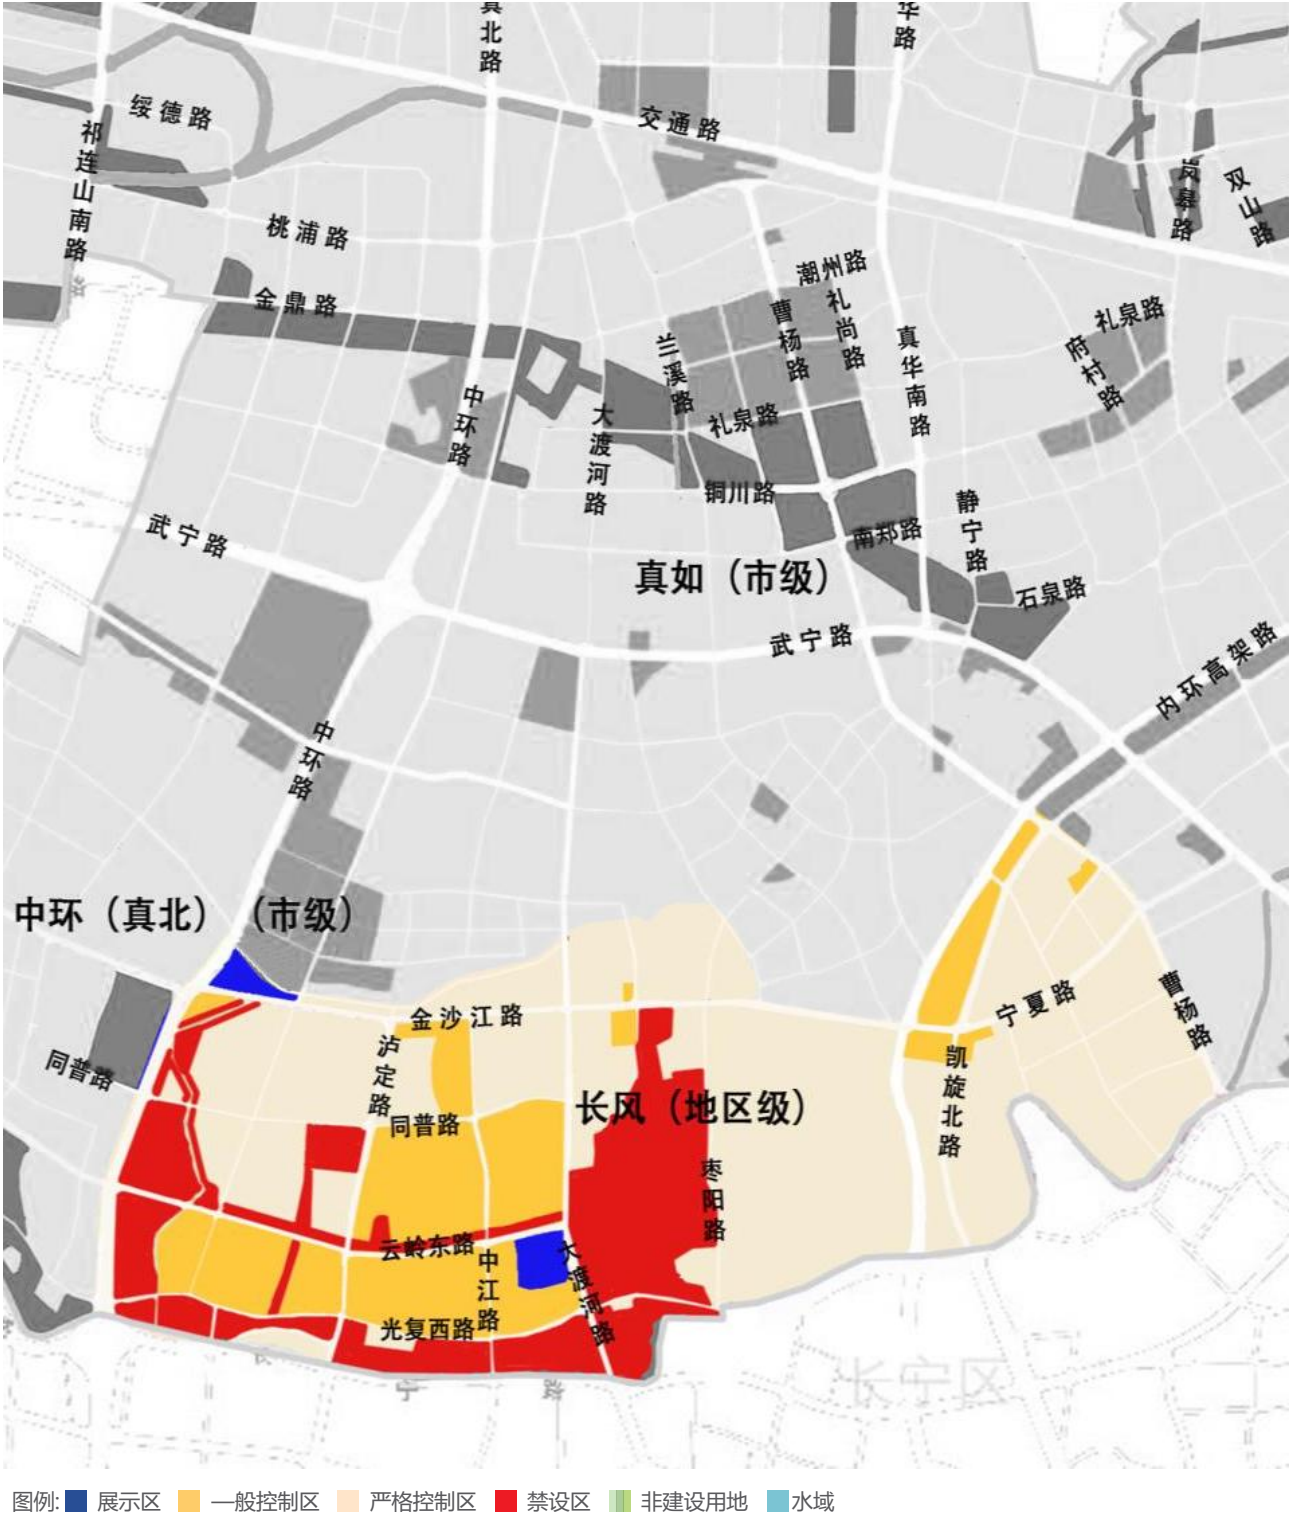 真北路
华路
绥德路
交通路
祁连山南路
岚皋路
双山路
桃浦路
潮州路
金鼎路
礼尚路
曹杨路
礼泉路
兰溪路
真华南路
府村路
中环路
大渡河路
礼泉路
铜川路
静宁路
武宁路
南郑路
真如（市级）
石泉路
武宁路
内环高架路
中环路
中环（真北）（市级）
宁夏路
曹杨路
金沙江路
泸定路
同普路
凯旋北路
长风（地区级）
同普路
枣阳路
云岭东路
中江路
大渡河路
光复西路
长宁区
宁
图例: 展示区 一般控制区 严格控制区 禁设区 非建设用地 水域